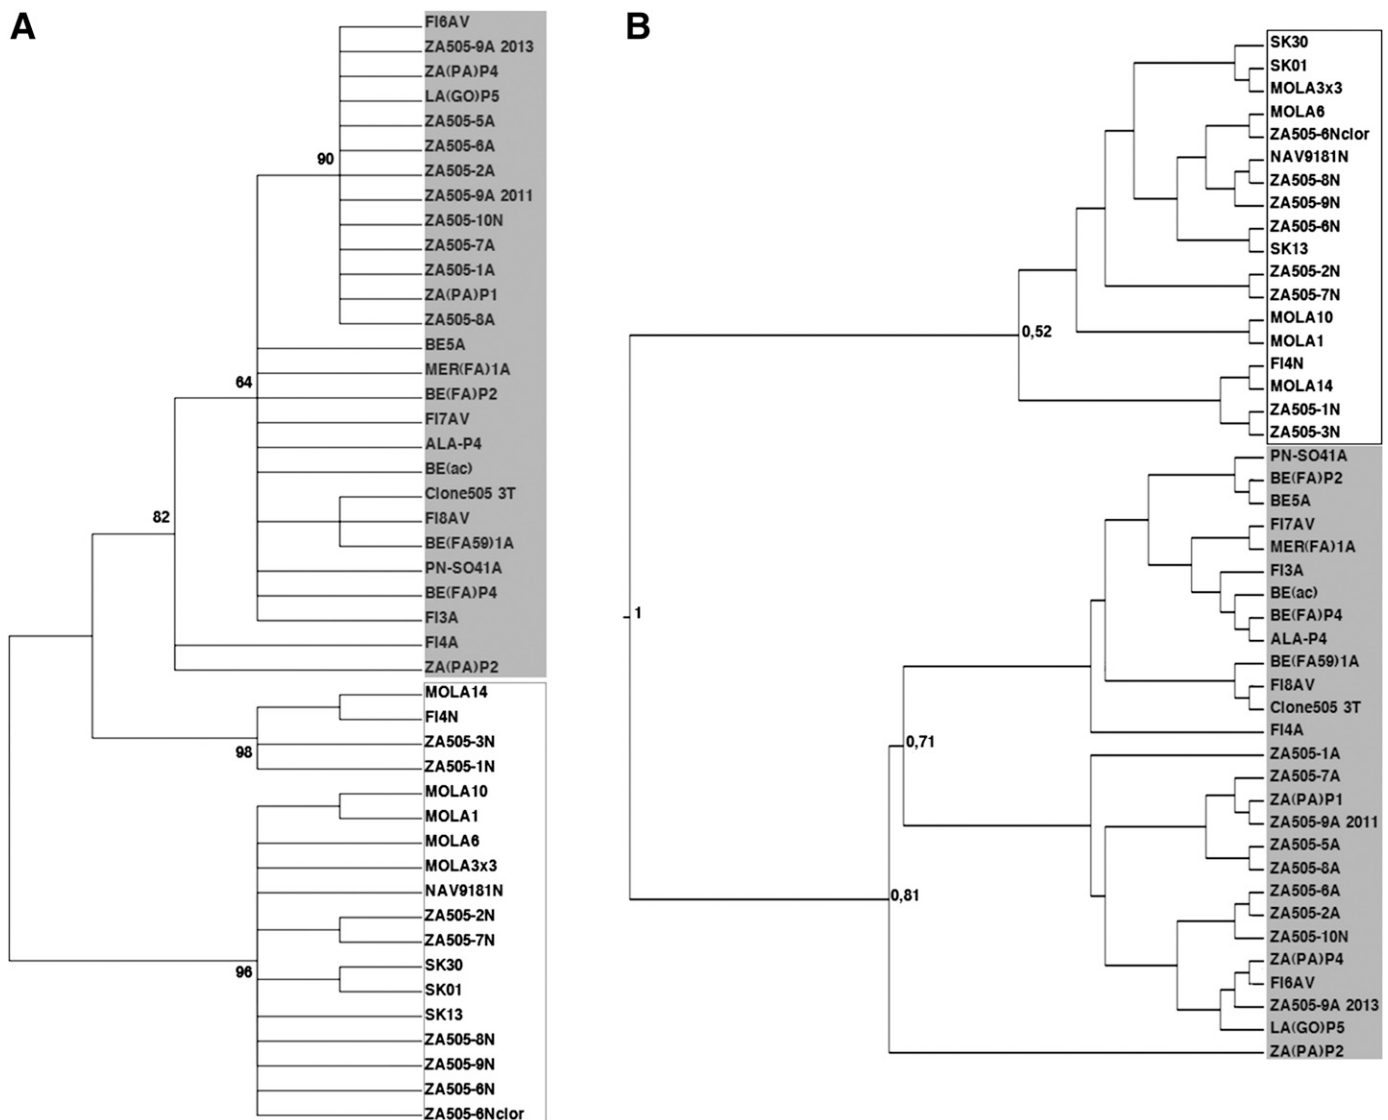 A
FI6AV
ZA505-9A 2013
ZA(PA)P4
LA(GO)P5
ZA505-5A
ZA505-6A
90
ZA505-2A
ZA505-9A 2011
ZA505-10N
ZA505-7A
ZA505-1A
ZA(PA)P1
ZA505-8A
BE5A
MER(FA)1A
64
BE(FA)P2
FI7AV
ALA-P4
BE(ac)
Clone505 3T
82
FI8AV
BE(FA59)1A
PN-SO41A
BE(FA)P4
FI3A
FI4A
ZA(PA)P2
MOLA14
FI4N
ZA505-3N
98
ZA505-1N
MOLA10
MOLA1
MOLA6
MOLA3x3
NAV9181N
ZA505-2N
ZA505-7N
SK30
96
SK01
SK13
ZA505-8N
ZA505-9N
ZA505-6N
ZA505-6Nclor
B
SK30
SK01
MOLA3x3
MOLA6
ZA505-6Nclor
NAV9181N
ZA505-8N
ZA505-9N
ZA505-6N
SK13
ZA505-2N
ZA505-7N
MOLA10
0,52
MOLA1
FI4N
MOLA14
ZA505-1N
ZA505-3N
PN-SO41A
BE(FA)P2
BE5A
FI7AV
MER(FA)1A
FI3A
BE(ac)
1
BE(FA)P4
ALA-P4
BE(FA59)1A
FI8AV
Clone505 3T
FI4A
0,71
ZA505-1A
ZA505-7A
ZA(PA)P1
ZA505-9A 2011
ZA505-5A
ZA505-8A
ZA505-6A
0,81
ZA505-2A
ZA505-10N
ZA(PA)P4
FI6AV
ZA505-9A 2013
LA(GO)P5
ZA(PA)P2